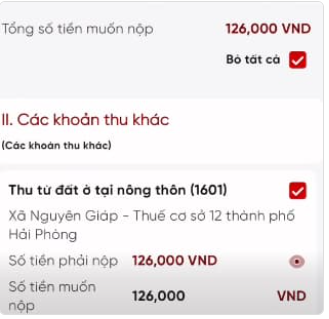 Tổng số tiền muốn nộp 126,000 VND
Bỏ tất cả
II. Các khoản thu khác
(Các khoản thu khác)
Thu từ đất ở tại nông thôn (1601)
Xã Nguyên Giáp - Thuế cơ sở 12 thành phố
Hải Phòng
Số tiền phải nộp 126,000 VND
Số tiền muốn
nộp 126,000 VND